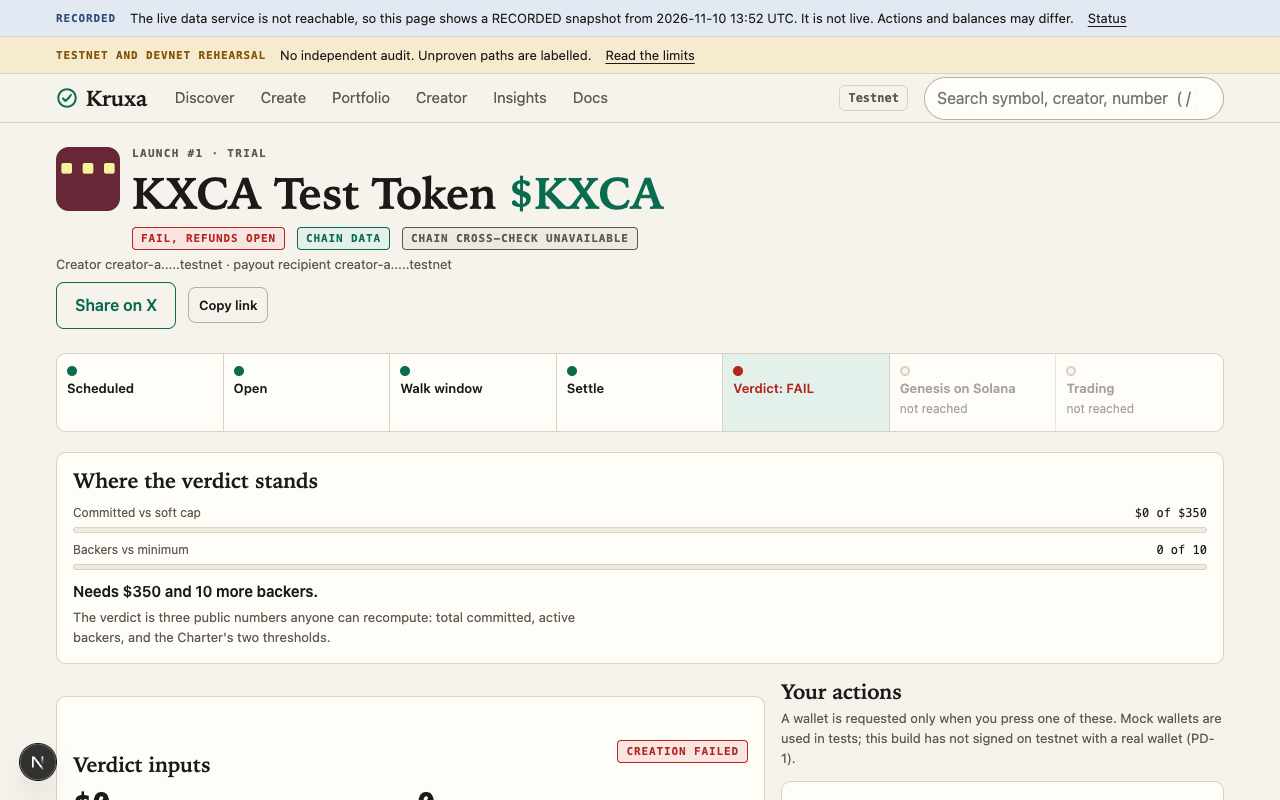 RECORDED The live data service is not reachable, so this page shows a RECORDED snapshot from 2026-11-10 13:52 UTC. It is not live. Actions and balances may differ. Status
TESTNET AND DEVNET REHEARSAL No independent audit. Unproven paths are labelled. Read the limits
Kruxa Discover Create Portfolio Creator Insights Docs Testnet Search symbol, creator, number ( /
LAUNCH #1 · TRIAL
KXCA Test Token $KXCA
FAIL, REFUNDS OPEN CHAIN DATA CHAIN CROSS-CHECK UNAVAILABLE
Creator creator-a.....testnet · payout recipient creator-a.....testnet
Share on X Copy link
Scheduled Open Walk window Settle Verdict: FAIL Genesis on Solana Trading
not reached not reached
Where the verdict stands
Committed vs soft cap $0 of $350
Backers vs minimum 0 of 10
Needs $350 and 10 more backers.
The verdict is three public numbers anyone can recompute: total committed, active
backers, and the Charter's two thresholds.
Your actions
A wallet is requested only when you press one of these. Mock wallets are
used in tests; this build has not signed on testnet with a real wallet (PD-
1).
CREATION FAILED
Verdict inputs
$0 0
N